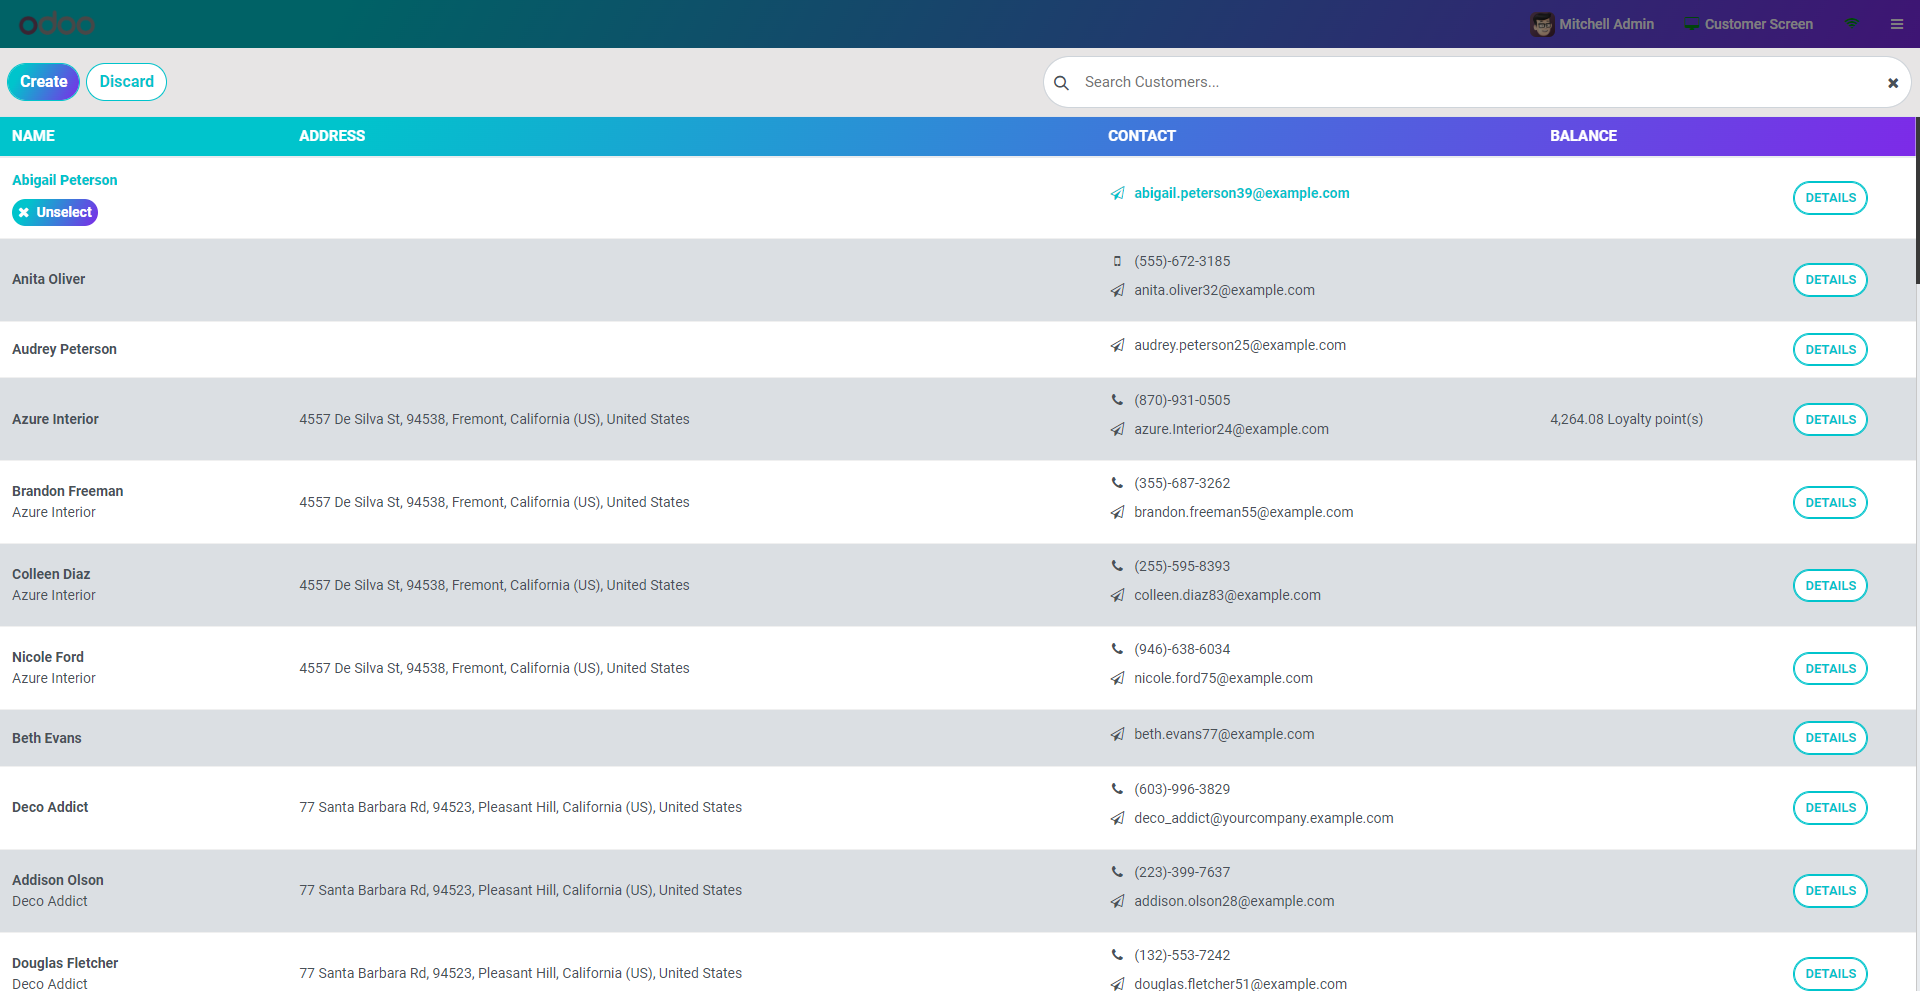 odoo
Mitchell Admin
Customer Screen
Create
Discard
Search Customers...
NAME ADDRESS CONTACT BALANCE
Abigail Peterson
Unselect
abigail.peterson39@example.com
DETAILS
Anita Oliver
(555)-672-3185
anita.oliver32@example.com
DETAILS
Audrey Peterson
audrey.peterson25@example.com
DETAILS
Azure Interior
4557 De Silva St, 94538, Fremont, California (US), United States
(870)-931-0505
azure.Interior24@example.com
4,264.08 Loyalty point(s)
DETAILS
Brandon Freeman
Azure Interior
4557 De Silva St, 94538, Fremont, California (US), United States
(355)-687-3262
brandon.freeman55@example.com
DETAILS
Colleen Diaz
Azure Interior
4557 De Silva St, 94538, Fremont, California (US), United States
(255)-595-8393
colleen.diaz83@example.com
DETAILS
Nicole Ford
Azure Interior
4557 De Silva St, 94538, Fremont, California (US), United States
(946)-638-6034
nicole.ford75@example.com
DETAILS
Beth Evans
beth.evans77@example.com
DETAILS
Deco Addict
77 Santa Barbara Rd, 94523, Pleasant Hill, California (US), United States
(603)-996-3829
deco_addict@yourcompany.example.com
DETAILS
Addison Olson
Deco Addict
77 Santa Barbara Rd, 94523, Pleasant Hill, California (US), United States
(223)-399-7637
addison.olson28@example.com
DETAILS
Douglas Fletcher
Deco Addict
77 Santa Barbara Rd, 94523, Pleasant Hill, California (US), United States
(132)-553-7242
douglas.fletcher51@example.com
DETAILS